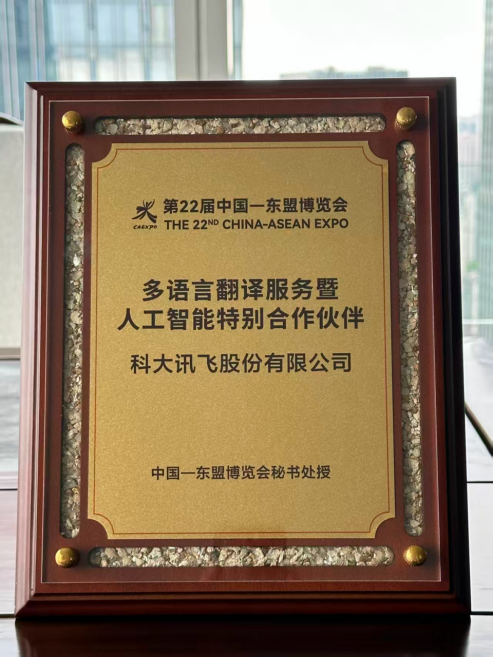 第22届中国—东盟博览会
CAEXPO
THE 22ND CHINA-ASEAN EXPO
多语言翻译服务暨
人工智能特别合作伙伴
科大讯飞股份有限公司
中国—东盟博览会秘书处授